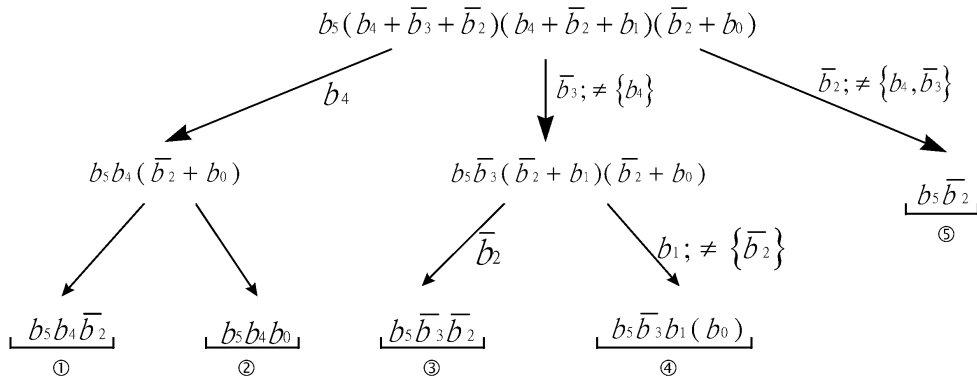 b₅(b₄ + b̅₃ + b̅₂)(b₄ + b̅₂ + b₁)(b̅₂ + b₀)
b₄
b̅₃; ≠ {b₄}
b̅₂; ≠ {b₄, b̅₃}
b₅b₄(b̅₂ + b₀)
b₅b̅₃(b̅₂ + b₁)(b̅₂ + b₀)
b₅b̅₂
⑤
b̅₂
b₁; ≠ {b̅₂}
b₅b₄b̅₂
b₅b₄b₀
b₅b̅₃b̅₂
b₅b̅₃b₁(b₀)
①
②
③
④